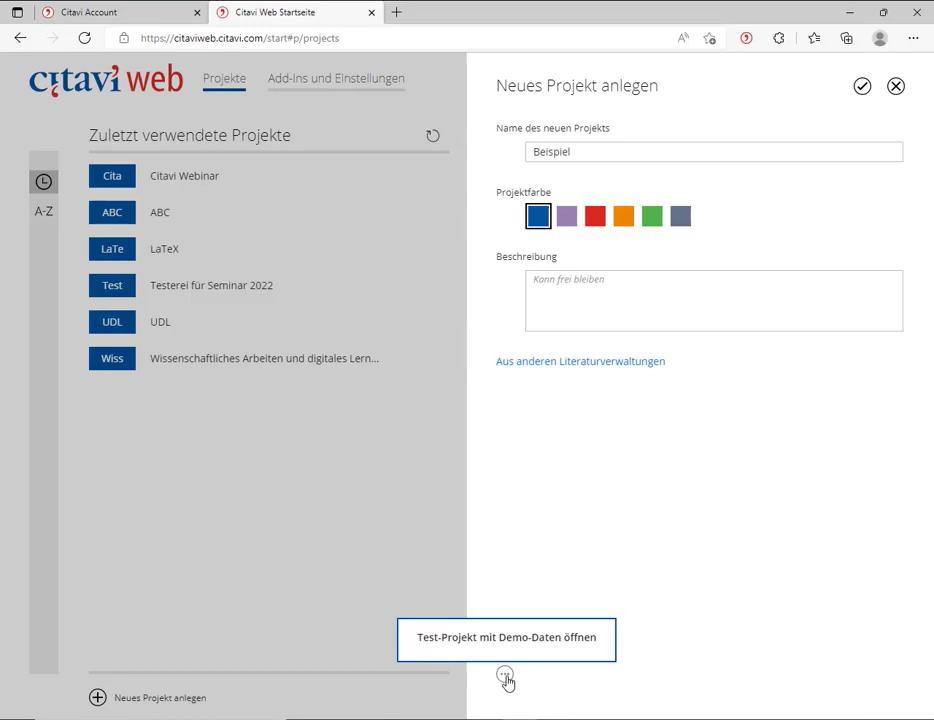 Citavi Account
Citavi Web Startseite
https://citaviweb.citavi.com/start#p/projects
citavi web
Projekte
Add-Ins und Einstellungen
Zuletzt verwendete Projekte
A-Z
Cita Citavi Webinar
ABC ABC
LaTe LaTeX
Test Testerei für Seminar 2022
UDL UDL
Wiss Wissenschaftliches Arbeiten und digitales Lern...
Neues Projekt anlegen
Neues Projekt anlegen
Name des neuen Projekts
Beispiel
Projektfarbe
Beschreibung
Kann frei bleiben
Aus anderen Literaturverwaltungen
Test-Projekt mit Demo-Daten öffnen